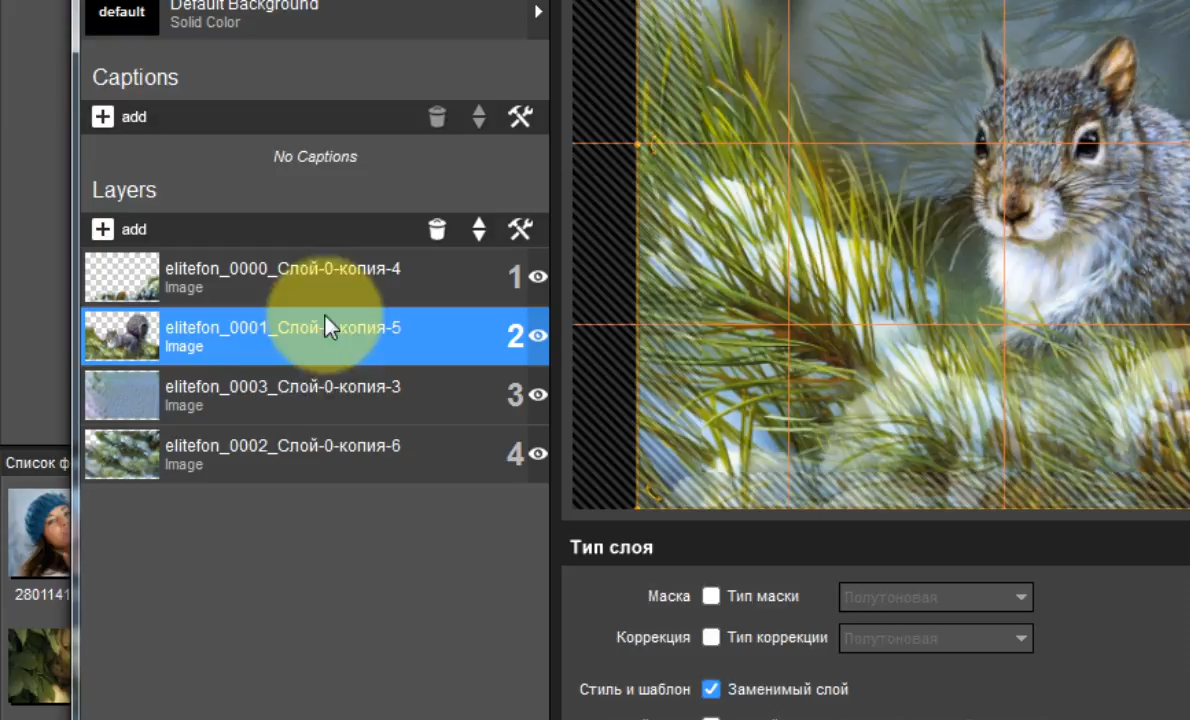 default
Default Background
Solid Color
Captions
add
No Captions
Layers
add
elitefon_0000_Слой-0-копия-4
Image
1
elitefon_0001_Слой-0-копия-5
Image
2
elitefon_0003_Слой-0-копия-3
Image
3
elitefon_0002_Слой-0-копия-6
Image
4
Список ф
2801141
Тип слоя
Маска
Тип маски
Полутоновая
Коррекция
Тип коррекции
Полутоновая
Стиль и шаблон
Заменимый слой